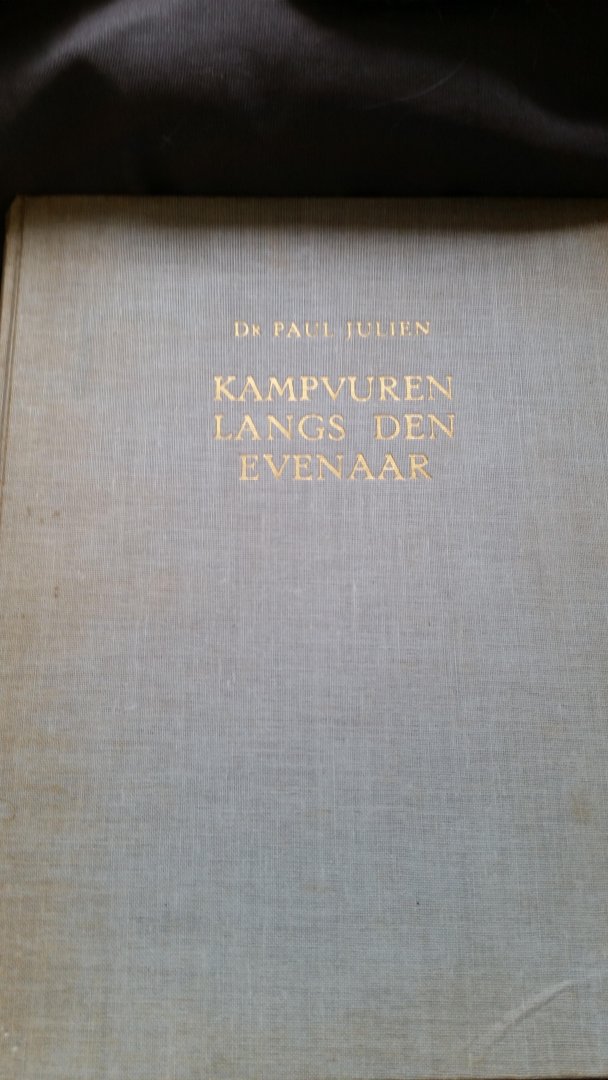 DR PAUL JULIEN
KAMPVUREN
LANGS DEN
EVENAAR